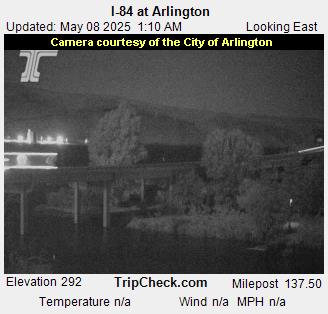 I-84 at Arlington
Updated: May 08 2025 1:10 AM Looking East
Camera courtesy of the City of Arlington
Elevation 292 TripCheck.com Milepost 137.50
Temperature n/a Wind n/a MPH n/a